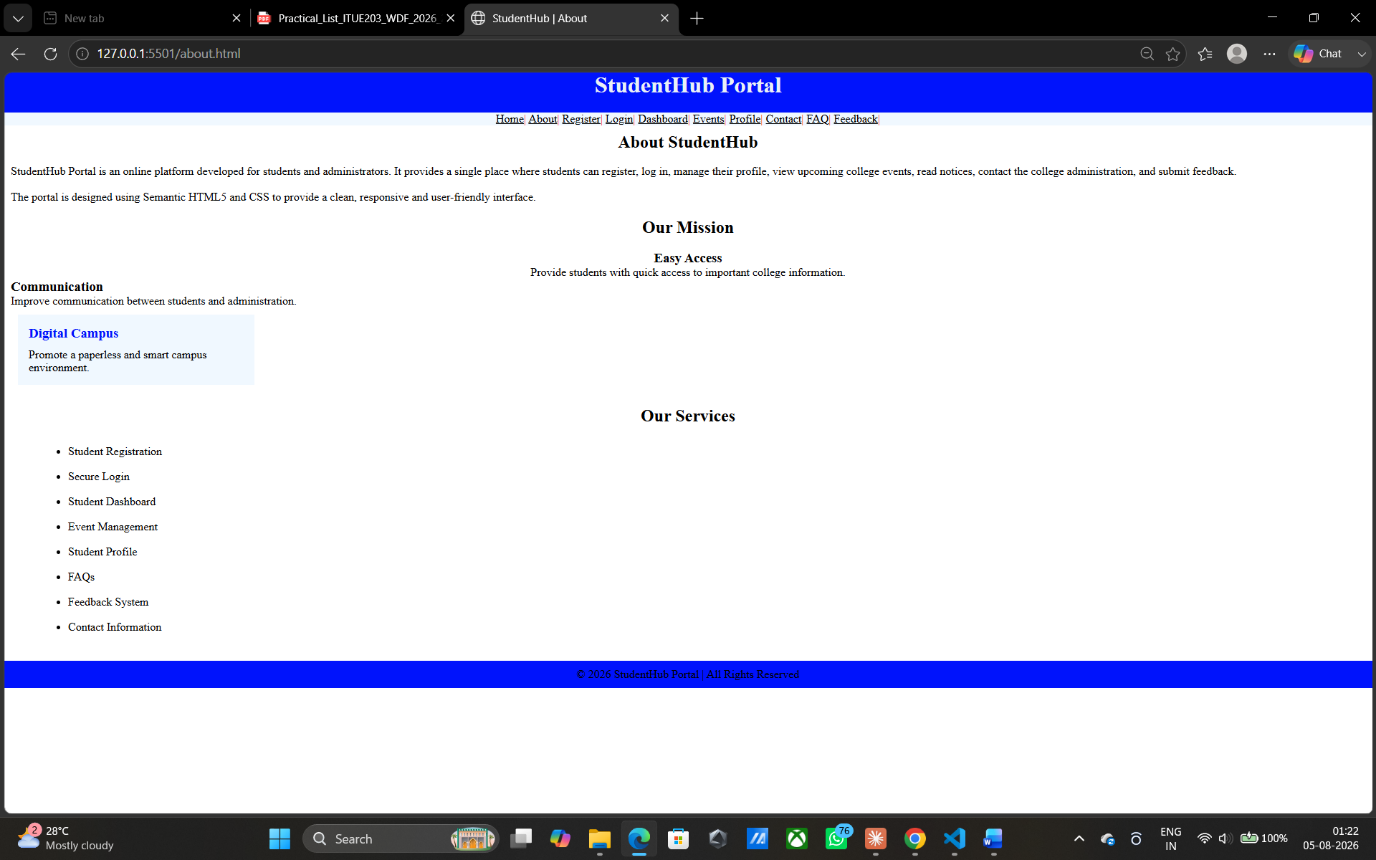 New tab
Practical_List_ITUE203_WDF_2026_
StudentHub | About
127.0.0.1:5501/about.html
Chat
StudentHub Portal
Home| About| Register| Login| Dashboard| Events| Profile| Contact| FAQ| Feedback|
About StudentHub
StudentHub Portal is an online platform developed for students and administrators. It provides a single place where students can register, log in, manage their profile, view upcoming college events, read notices, contact the college administration, and submit feedback.
The portal is designed using Semantic HTML5 and CSS to provide a clean, responsive and user-friendly interface.
Our Mission
Easy Access
Provide students with quick access to important college information.
Communication
Improve communication between students and administration.
Digital Campus
Promote a paperless and smart campus
environment.
Our Services
• Student Registration
• Secure Login
• Student Dashboard
• Event Management
• Student Profile
• FAQs
• Feedback System
• Contact Information
© 2026 StudentHub Portal | All Rights Reserved
2
28°C
Mostly cloudy
Search
76
ENG
IN
100%
01:22
05-08-2026